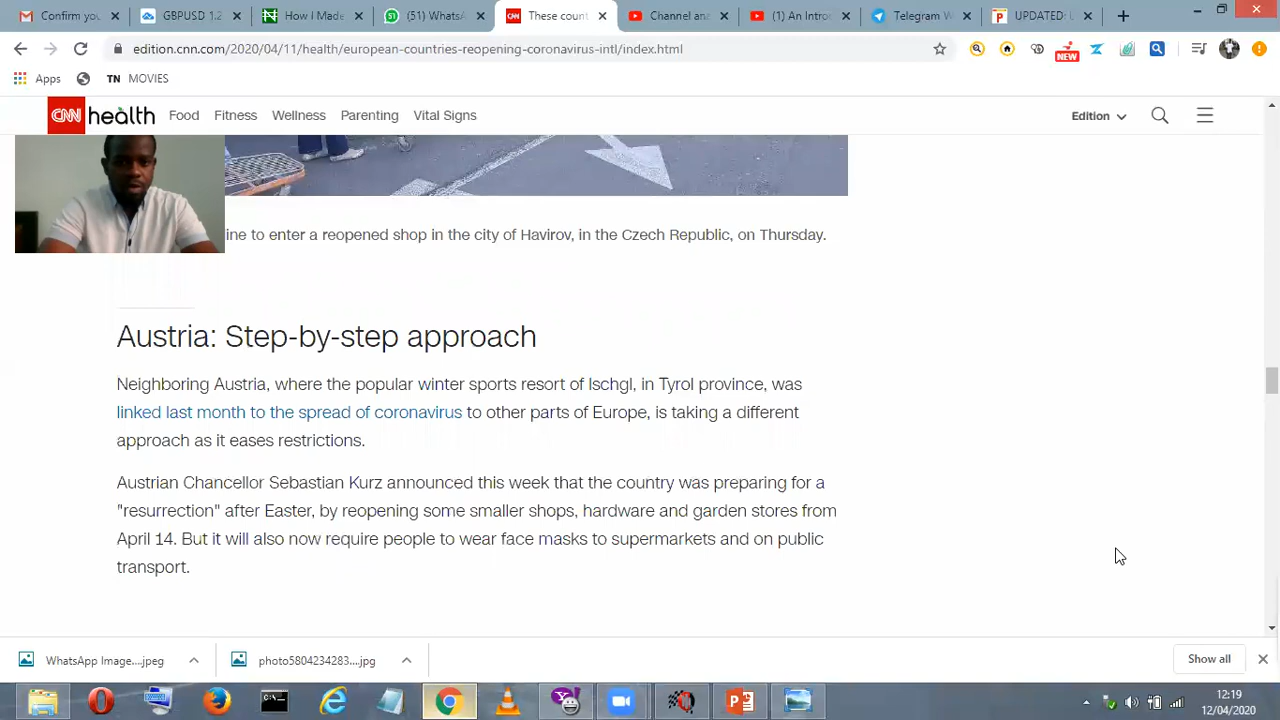 Confirm you
GBPUSD 1.2
How I Made
(51) WhatsA
These count
Channel ana
(1) An Intro
Telegram W
UPDATED: L
edition.cnn.com/2020/04/11/health/european-countries-reopening-coronavirus-intl/index.html
NEW
Apps TN MOVIES
CNN health Food Fitness Wellness Parenting Vital Signs Edition
ine to enter a reopened shop in the city of Havirov, in the Czech Republic, on Thursday.
Austria: Step-by-step approach
Neighboring Austria, where the popular winter sports resort of Ischgl, in Tyrol province, was
linked last month to the spread of coronavirus to other parts of Europe, is taking a different
approach as it eases restrictions.
Austrian Chancellor Sebastian Kurz announced this week that the country was preparing for a
"resurrection" after Easter, by reopening some smaller shops, hardware and garden stores from
April 14. But it will also now require people to wear face masks to supermarkets and on public
transport.
WhatsApp Image....jpeg photo5804234283....jpg Show all
12:19
12/04/2020